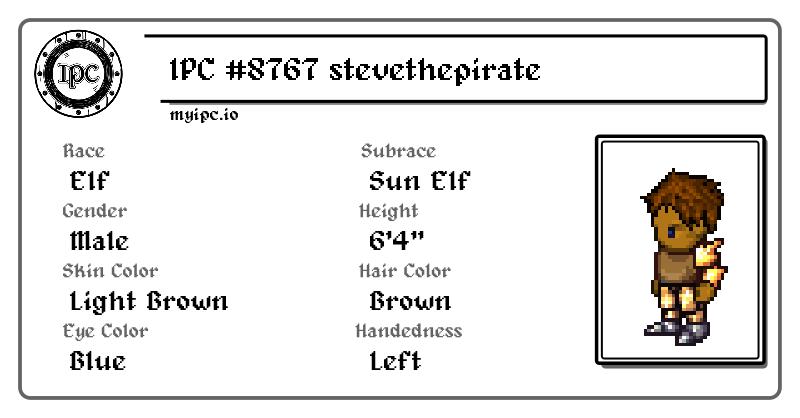 IPC
IPC #8767 stevethepirate
myipc.io
Race
Elf
Subrace
Sun Elf
Gender
Male
Height
6'4"
Skin Color
Light Brown
Hair Color
Brown
Eye Color
Blue
Handedness
Left